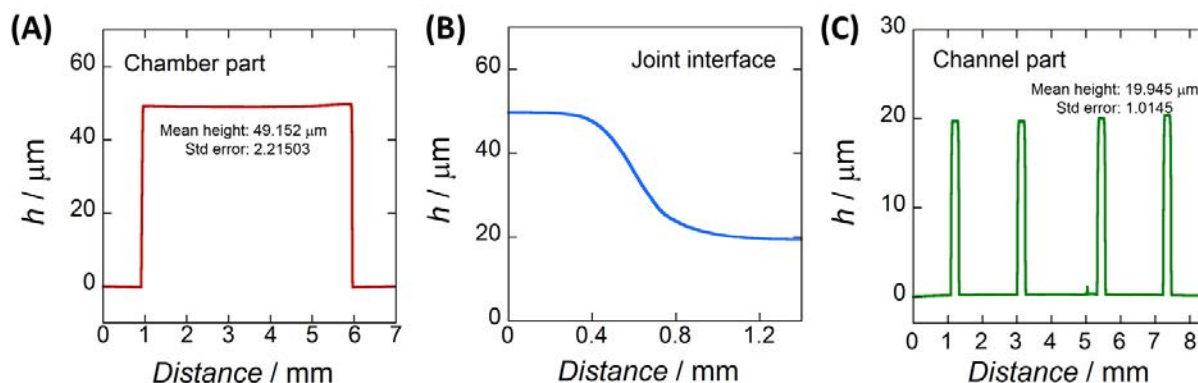 (A)
60
40
20
0
h / μm
Chamber part
Mean height: 49.152 μm
Std error: 2.21503
0 1 2 3 4 5 6 7
Distance / mm
(B)
60
40
20
0
h / μm
Joint interface
0 0.4 0.8 1.2
Distance / mm
(C)
30
20
10
0
h / μm
Channel part
Mean height: 19.945 μm
Std error: 1.0145
0 1 2 3 4 5 6 7 8
Distance / mm